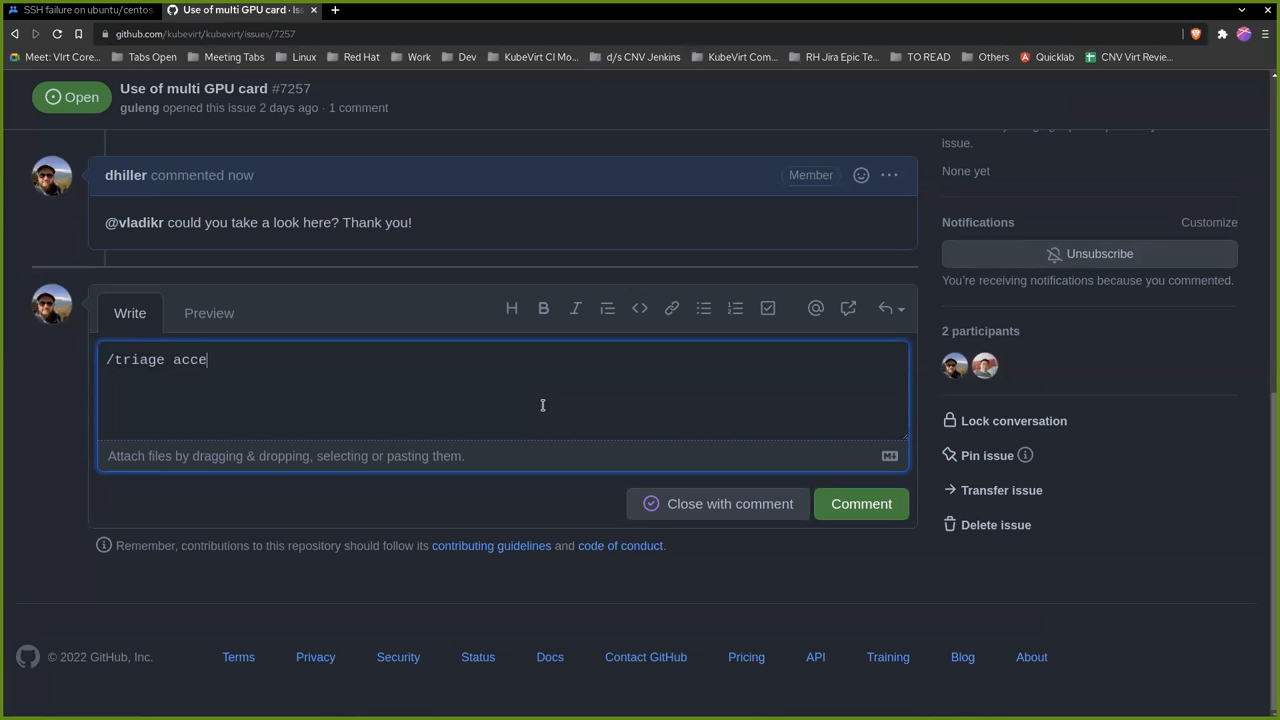 SSH failure on ubuntu/centos
Use of multi GPU card · Iss
github.com/kubevirt/kubevirt/issues/7257
Meet: VIrt Core...
Tabs Open
Meeting Tabs
Linux
Red Hat
Work
Dev
KubeVirt CI Mo...
d/s CNV Jenkins
KubeVirt Com...
RH Jira Epic Te...
TO READ
Others
Quicklab
CNV Virt Revie...
Open
Use of multi GPU card #7257
guleng opened this issue 2 days ago · 1 comment
issue.
None yet
dhiller commented now
Member
@vladikr could you take a look here? Thank you!
Notifications
Customize
Unsubscribe
You're receiving notifications because you commented.
2 participants
Lock conversation
Pin issue
Transfer issue
Delete issue
Write
Preview
/triage acce
Attach files by dragging & dropping, selecting or pasting them.
Close with comment
Comment
Remember, contributions to this repository should follow its contributing guidelines and code of conduct.
© 2022 GitHub, Inc.
Terms
Privacy
Security
Status
Docs
Contact GitHub
Pricing
API
Training
Blog
About